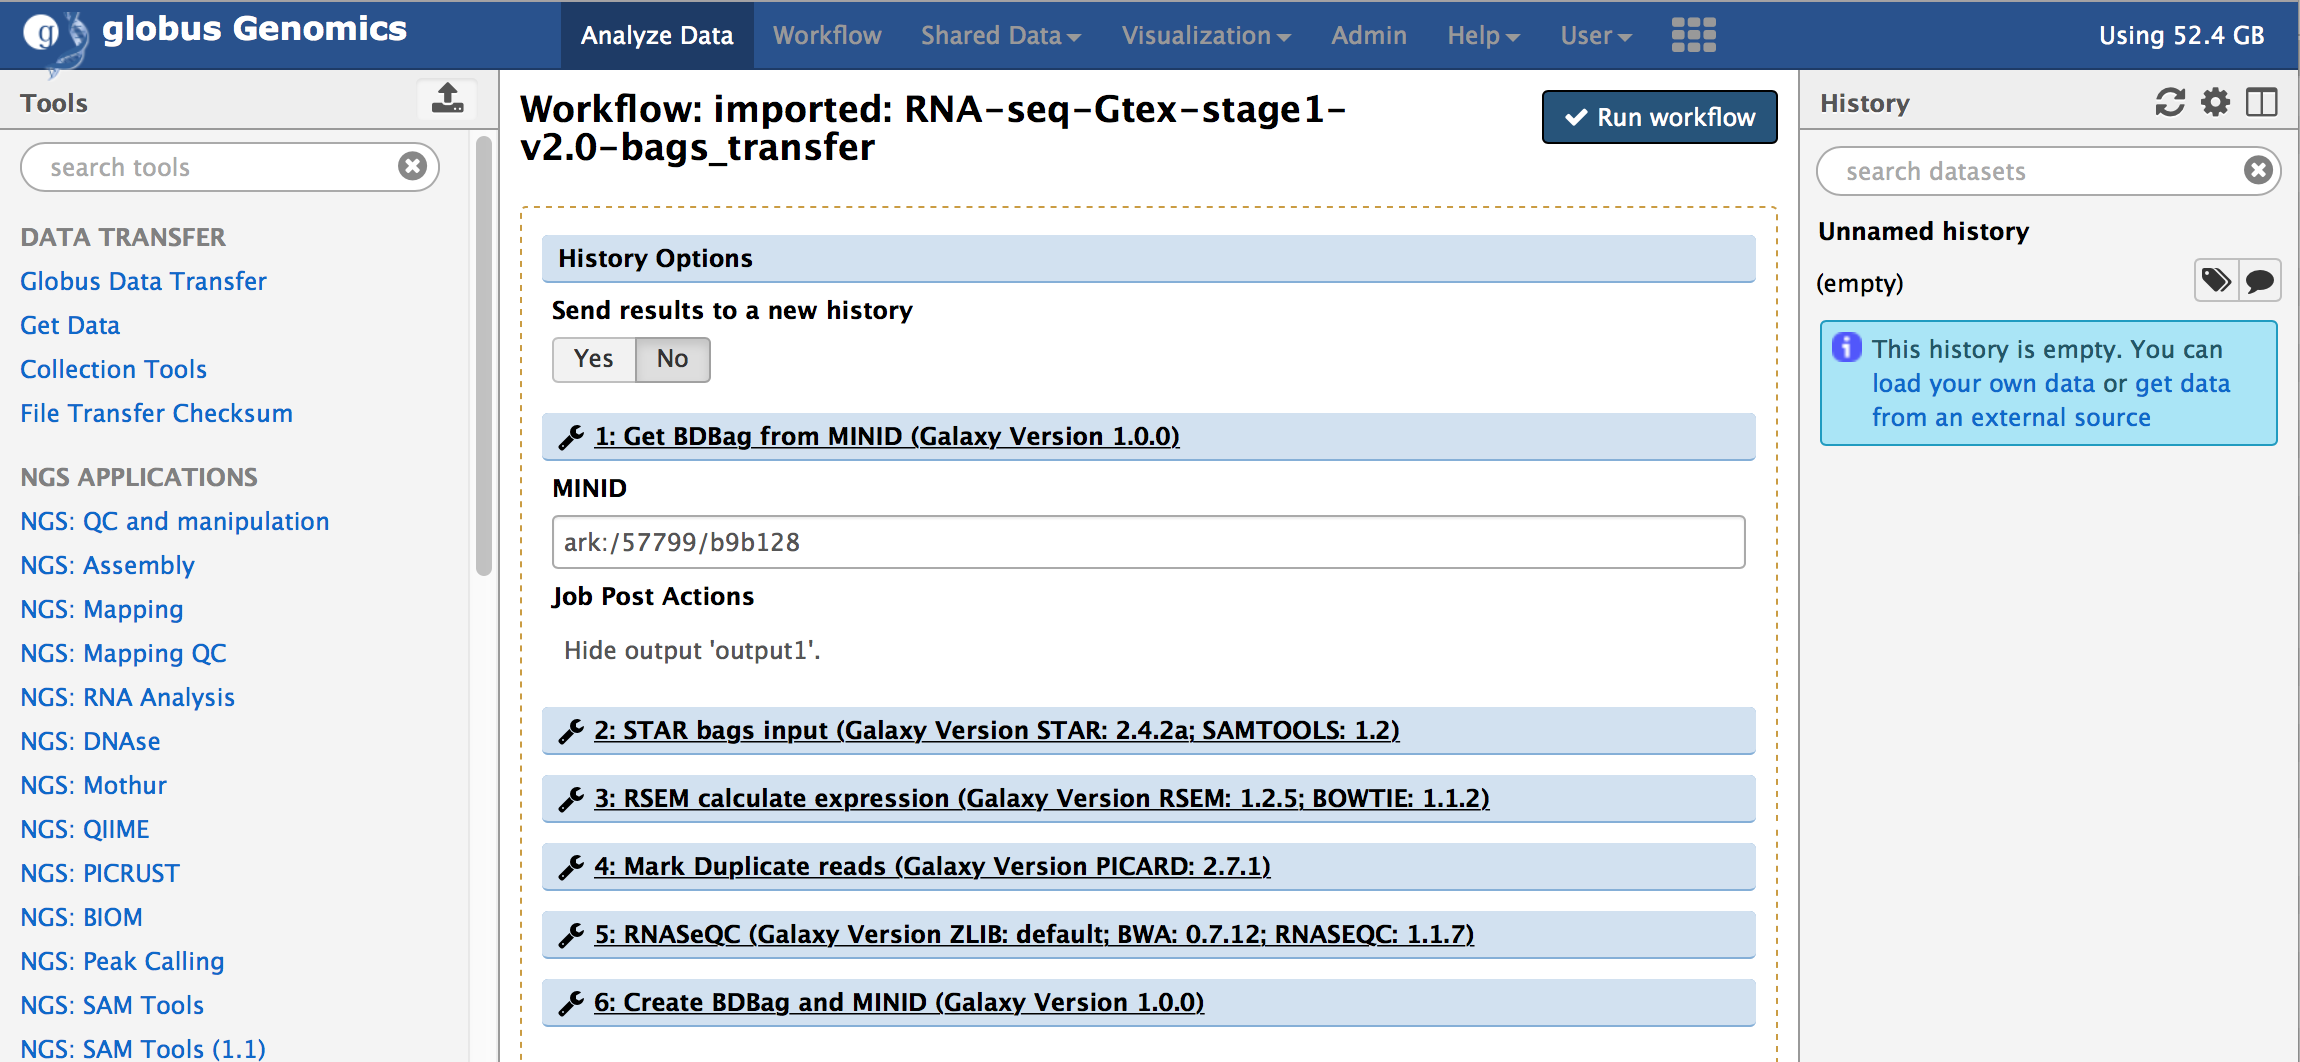 g globus Genomics
Analyze Data Workflow Shared Data Visualization Admin Help User
Using 52.4 GB
Tools
search tools
DATA TRANSFER
Globus Data Transfer
Get Data
Collection Tools
File Transfer Checksum
NGS APPLICATIONS
NGS: QC and manipulation
NGS: Assembly
NGS: Mapping
NGS: Mapping QC
NGS: RNA Analysis
NGS: DNAse
NGS: Mothur
NGS: QIIME
NGS: PICRUST
NGS: BIOM
NGS: Peak Calling
NGS: SAM Tools
NGS: SAM Tools (1.1)
Workflow: imported: RNA-seq-Gtex-stage1-
v2.0-bags_transfer
Run workflow
History Options
Send results to a new history
Yes No
1: Get BDBag from MINID (Galaxy Version 1.0.0)
MINID
ark:/57799/b9b128
Job Post Actions
Hide output 'output1'.
2: STAR bags input (Galaxy Version STAR: 2.4.2a; SAMTOOLS: 1.2)
3: RSEM calculate expression (Galaxy Version RSEM: 1.2.5; BOWTIE: 1.1.2)
4: Mark Duplicate reads (Galaxy Version PICARD: 2.7.1)
5: RNASeQC (Galaxy Version ZLIB: default; BWA: 0.7.12; RNASEQC: 1.1.7)
6: Create BDBag and MINID (Galaxy Version 1.0.0)
History
search datasets
Unnamed history
(empty)
This history is empty. You can
load your own data or get data
from an external source